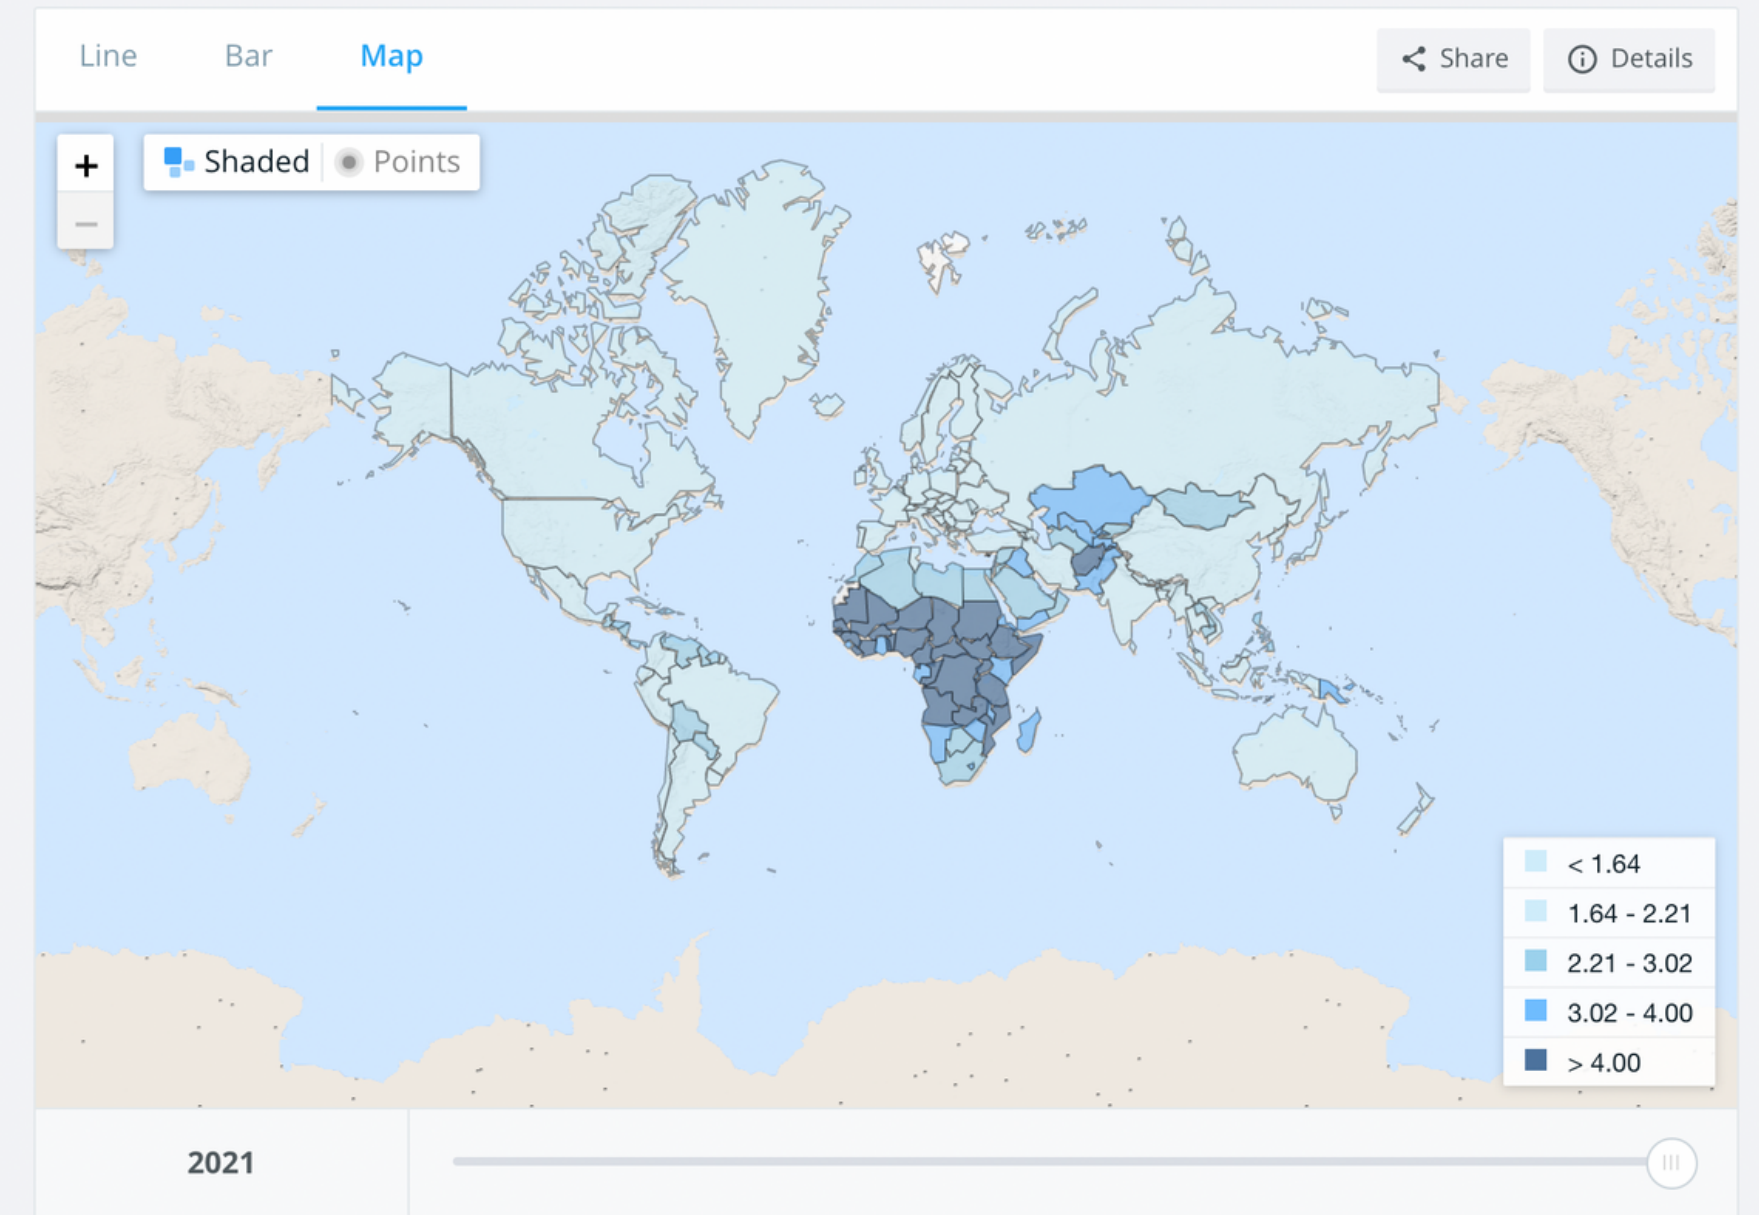 Line Bar Map
Share Details
+
Shaded Points
−
< 1.64
1.64 - 2.21
2.21 - 3.02
3.02 - 4.00
> 4.00
2021